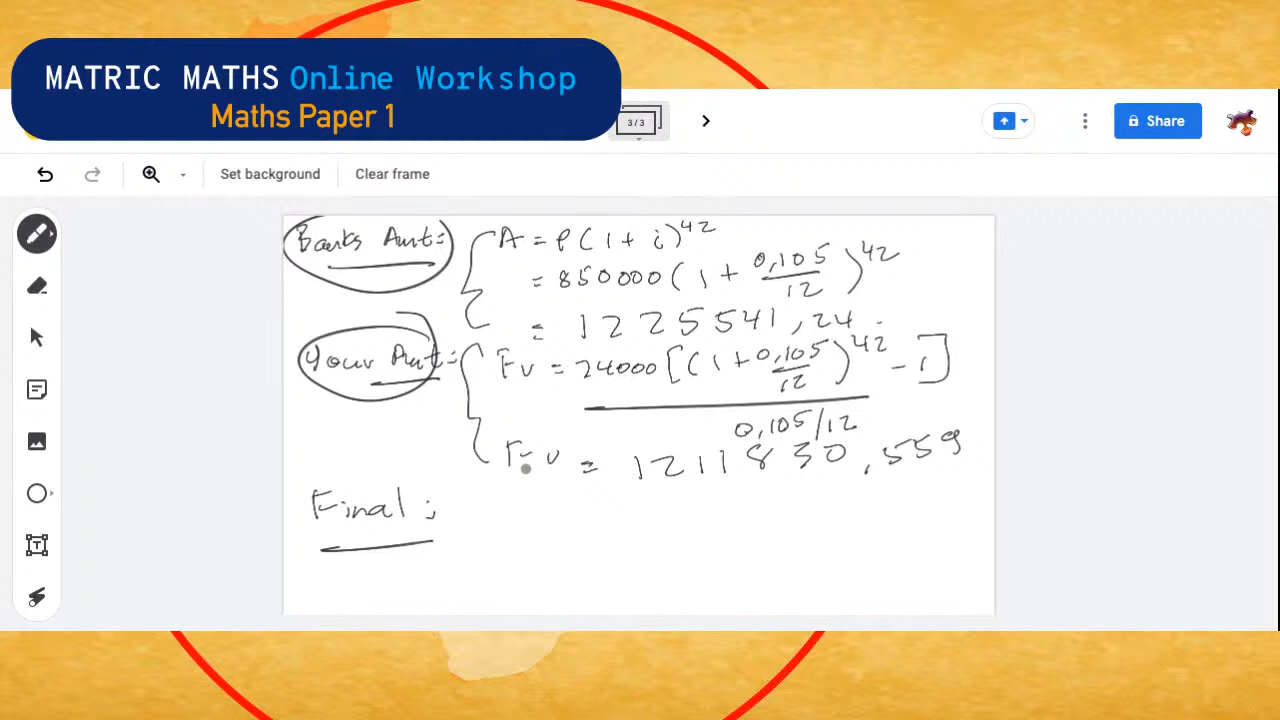 MATRIC MATHS Online Workshop
Maths Paper 1
3 / 3
Share
Set background
Clear frame
Banks Amt: A = P(1 + i)^42
= 850000(1 + 0,105/12)^42
= 1225541,24
Your Amt: Fv = 24000[(1+0,105/12)^42 - 1]
0,105/12
Fv = 1211830,559
Final :